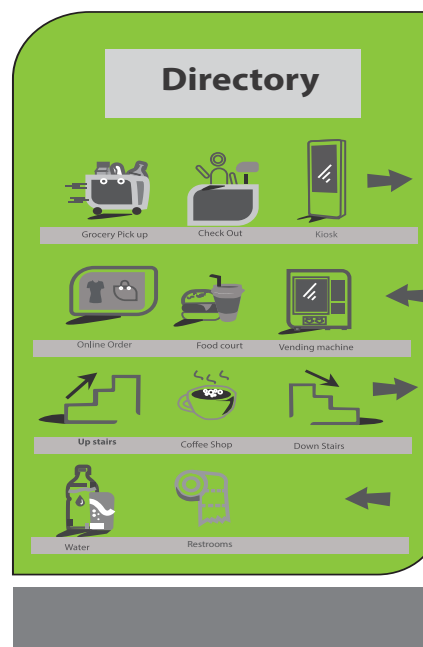 Directory
Grocery Pick up
Check Out
Kiosk
Online Order
Food court
Vending machine
Up stairs
Coffee Shop
Down Stairs
Water
Restrooms